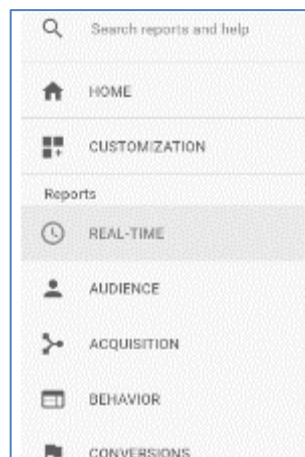 Search reports and help
HOME
CUSTOMIZATION
Reports
REAL-TIME
AUDIENCE
ACQUISITION
BEHAVIOR
CONVERSIONS